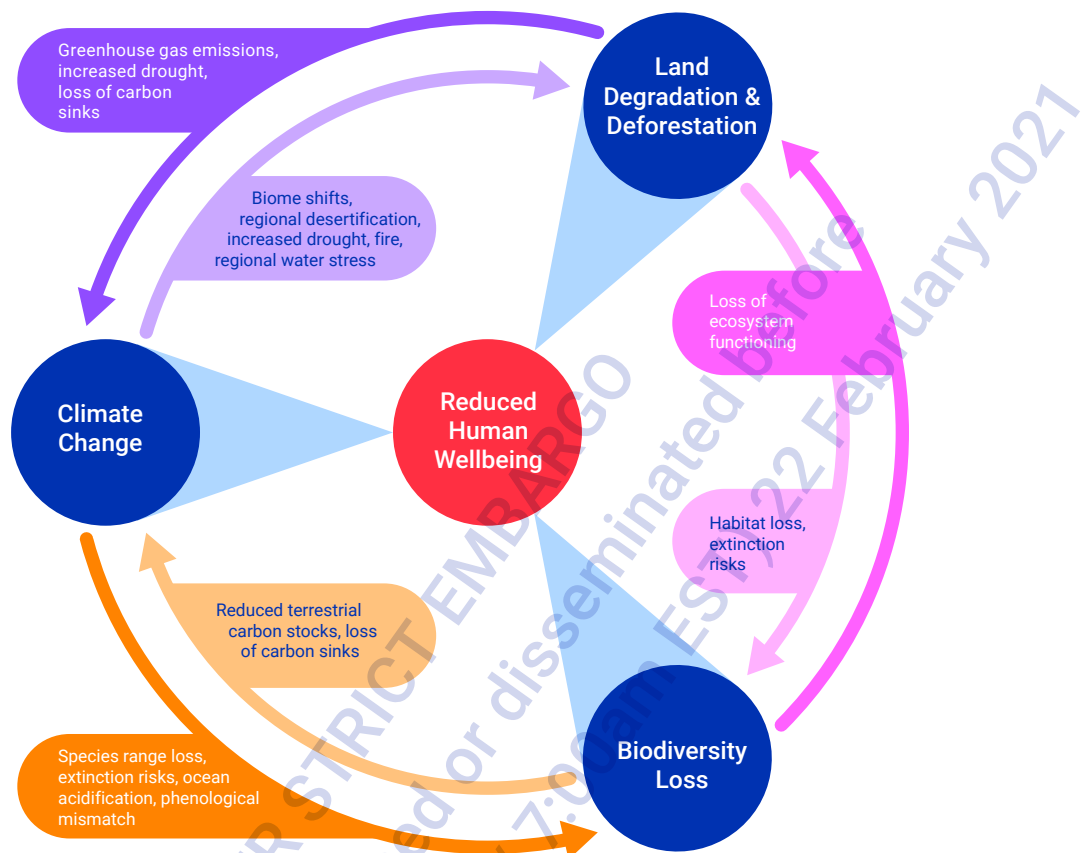 Greenhouse gas emissions,
increased drought,
loss of carbon
sinks
Land
Degradation &
Deforestation
Biome shifts,
regional desertification,
increased drought, fire,
regional water stress
Loss of
ecosystem
functioning
Climate
Change
Reduced
Human
Wellbeing
Habitat loss,
extinction
risks
Reduced terrestrial
carbon stocks, loss
of carbon sinks
Species range loss,
extinction risks, ocean
acidification, phenological
mismatch
Biodiversity
Loss
STRICT EMBARGO
or disseminated before
7:00am EST) 22 February 2021